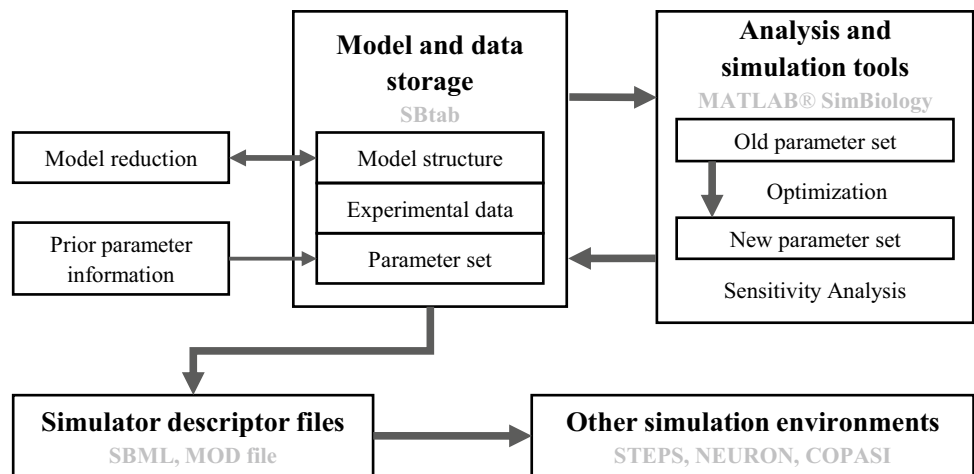 Model and data
storage
SBtab
Model structure
Experimental data
Parameter set
Model reduction
Prior parameter
information
Analysis and
simulation tools
MATLAB® SimBiology
Old parameter set
Optimization
New parameter set
Sensitivity Analysis
Simulator descriptor files
SBML, MOD file
Other simulation environments
STEPS, NEURON, COPASI